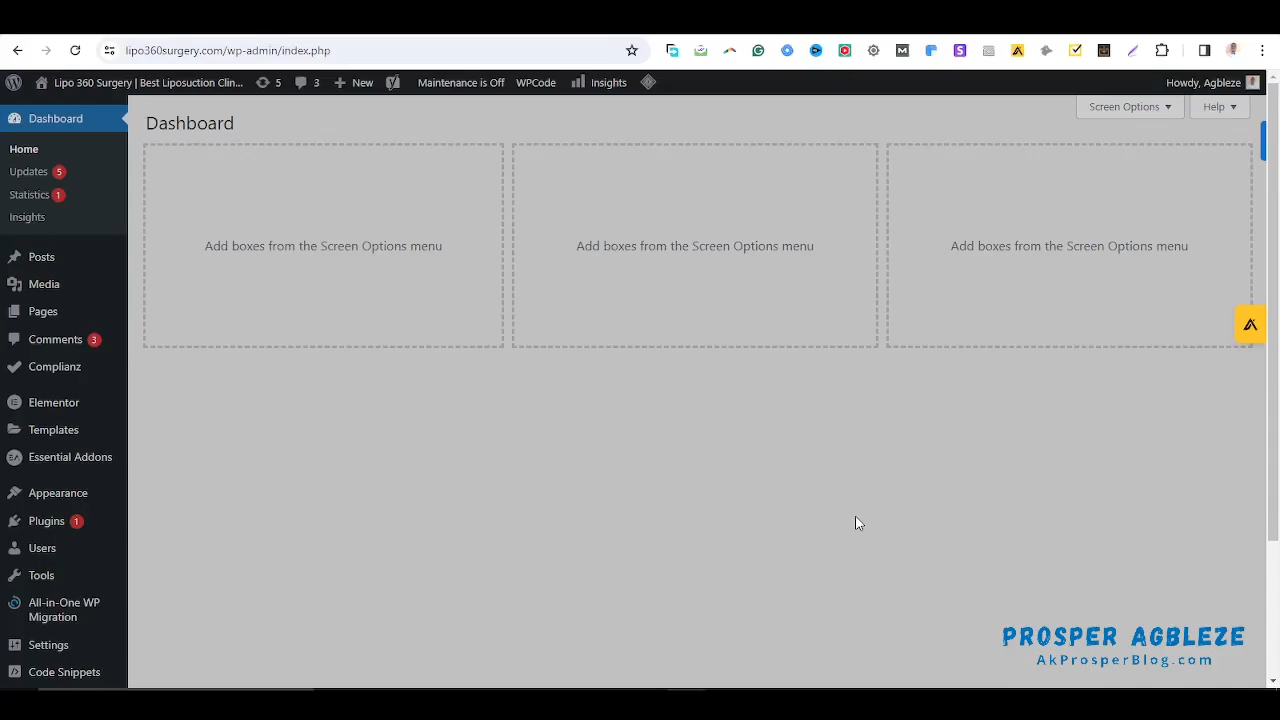 lipo360surgery.com/wp-admin/index.php
Lipo 360 Surgery | Best Liposuction Clin... 5 3 New Maintenance is Off WPCode Insights Howdy, Agbleze
Dashboard
Home
Updates 5
Statistics 1
Insights
Posts
Media
Pages
Comments 3
Complianz
Elementor
Templates
Essential Addons
Appearance
Plugins 1
Users
Tools
All-in-One WP
Migration
Settings
Code Snippets
Screen Options Help
Dashboard
Add boxes from the Screen Options menu
Add boxes from the Screen Options menu
Add boxes from the Screen Options menu
PROSPER AGBLEZE
AkProsperBlog.com